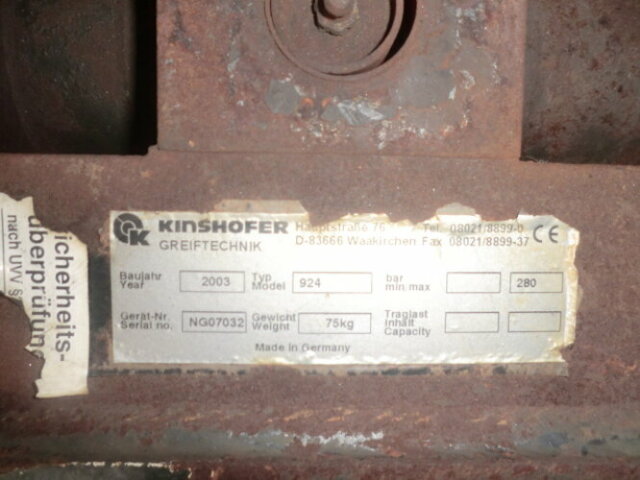 KINSHOFER
GREIFTECHNIK
Hauptstraße 76 Tel. 08021/8899-0
D-83666 Waakirchen Fax 08021/8899-37
CE
Baujahr 2003 Typ 924 bar 280
Year Model min max
Gerät-Nr. NG07032 Gewicht 75kg Traglast
Serial no. Weight Inhalt
Capacity
Made in Germany
sicherheits-
überprüfung
nach UVV